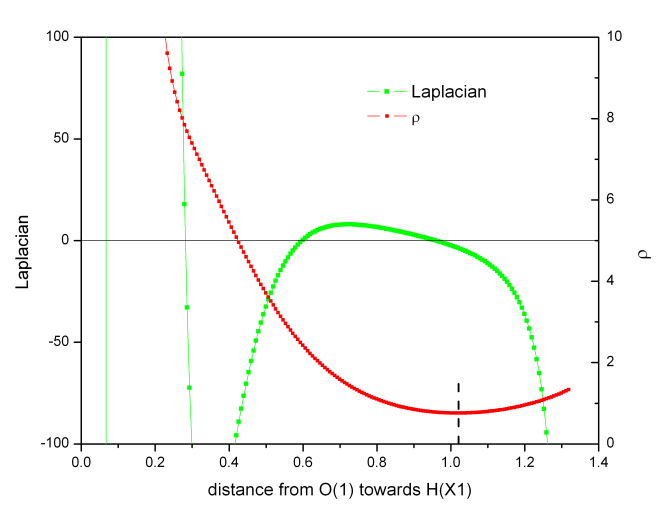 100
50
0
-50
-100
Laplacian
Laplacian
ρ
10
8
6
4
2
0
ρ
0.0 0.2 0.4 0.6 0.8 1.0 1.2 1.4
distance from O(1) towards H(X1)